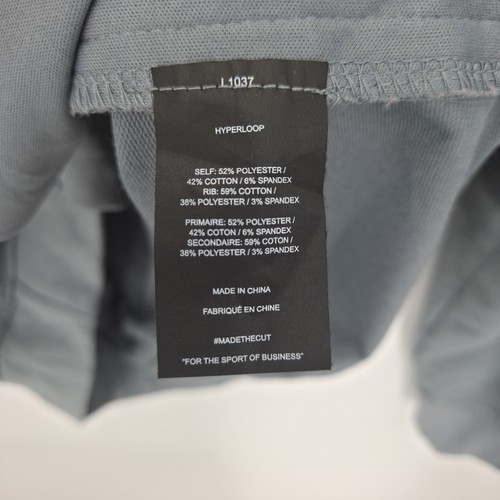 L1037
HYPERLOOP
SELF: 52% POLYESTER /
42% COTTON / 6% SPANDEX
RIB: 59% COTTON /
38% POLYESTER / 3% SPANDEX
PRIMAIRE: 52% POLYESTER /
42% COTON / 6% SPANDEX
SECONDAIRE: 59% COTON /
38% POLYESTER / 3% SPANDEX
MADE IN CHINA
FABRIQUÉ EN CHINE
#MADETHECUT
"FOR THE SPORT OF BUSINESS"